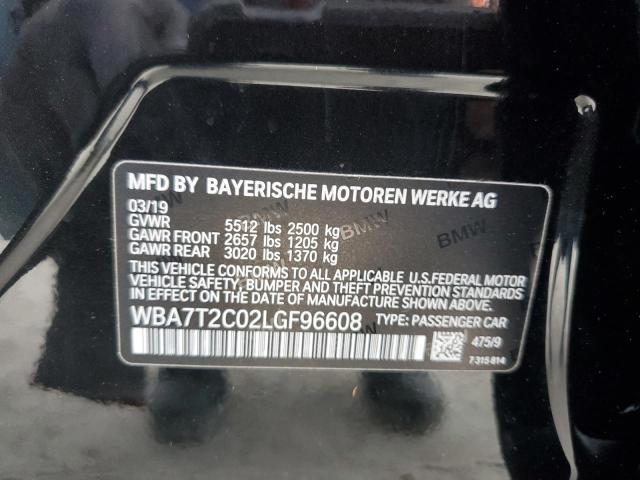 MFD BY BAYERISCHE MOTOREN WERKE AG
03/19
GVWR 5512 lbs 2500 kg
GAWR FRONT 2657 lbs 1205 kg
GAWR REAR 3020 lbs 1370 kg
THIS VEHICLE CONFORMS TO ALL APPLICABLE U.S.FEDERAL MOTOR
VEHICLE SAFETY, BUMPER AND THEFT PREVENTION STANDARDS
IN EFFECT ON THE DATE OF MANUFACTURE SHOWN ABOVE.
WBA7T2C02LGF96608 TYPE: PASSENGER CAR
475/9
7 315 814
BMW
BMW